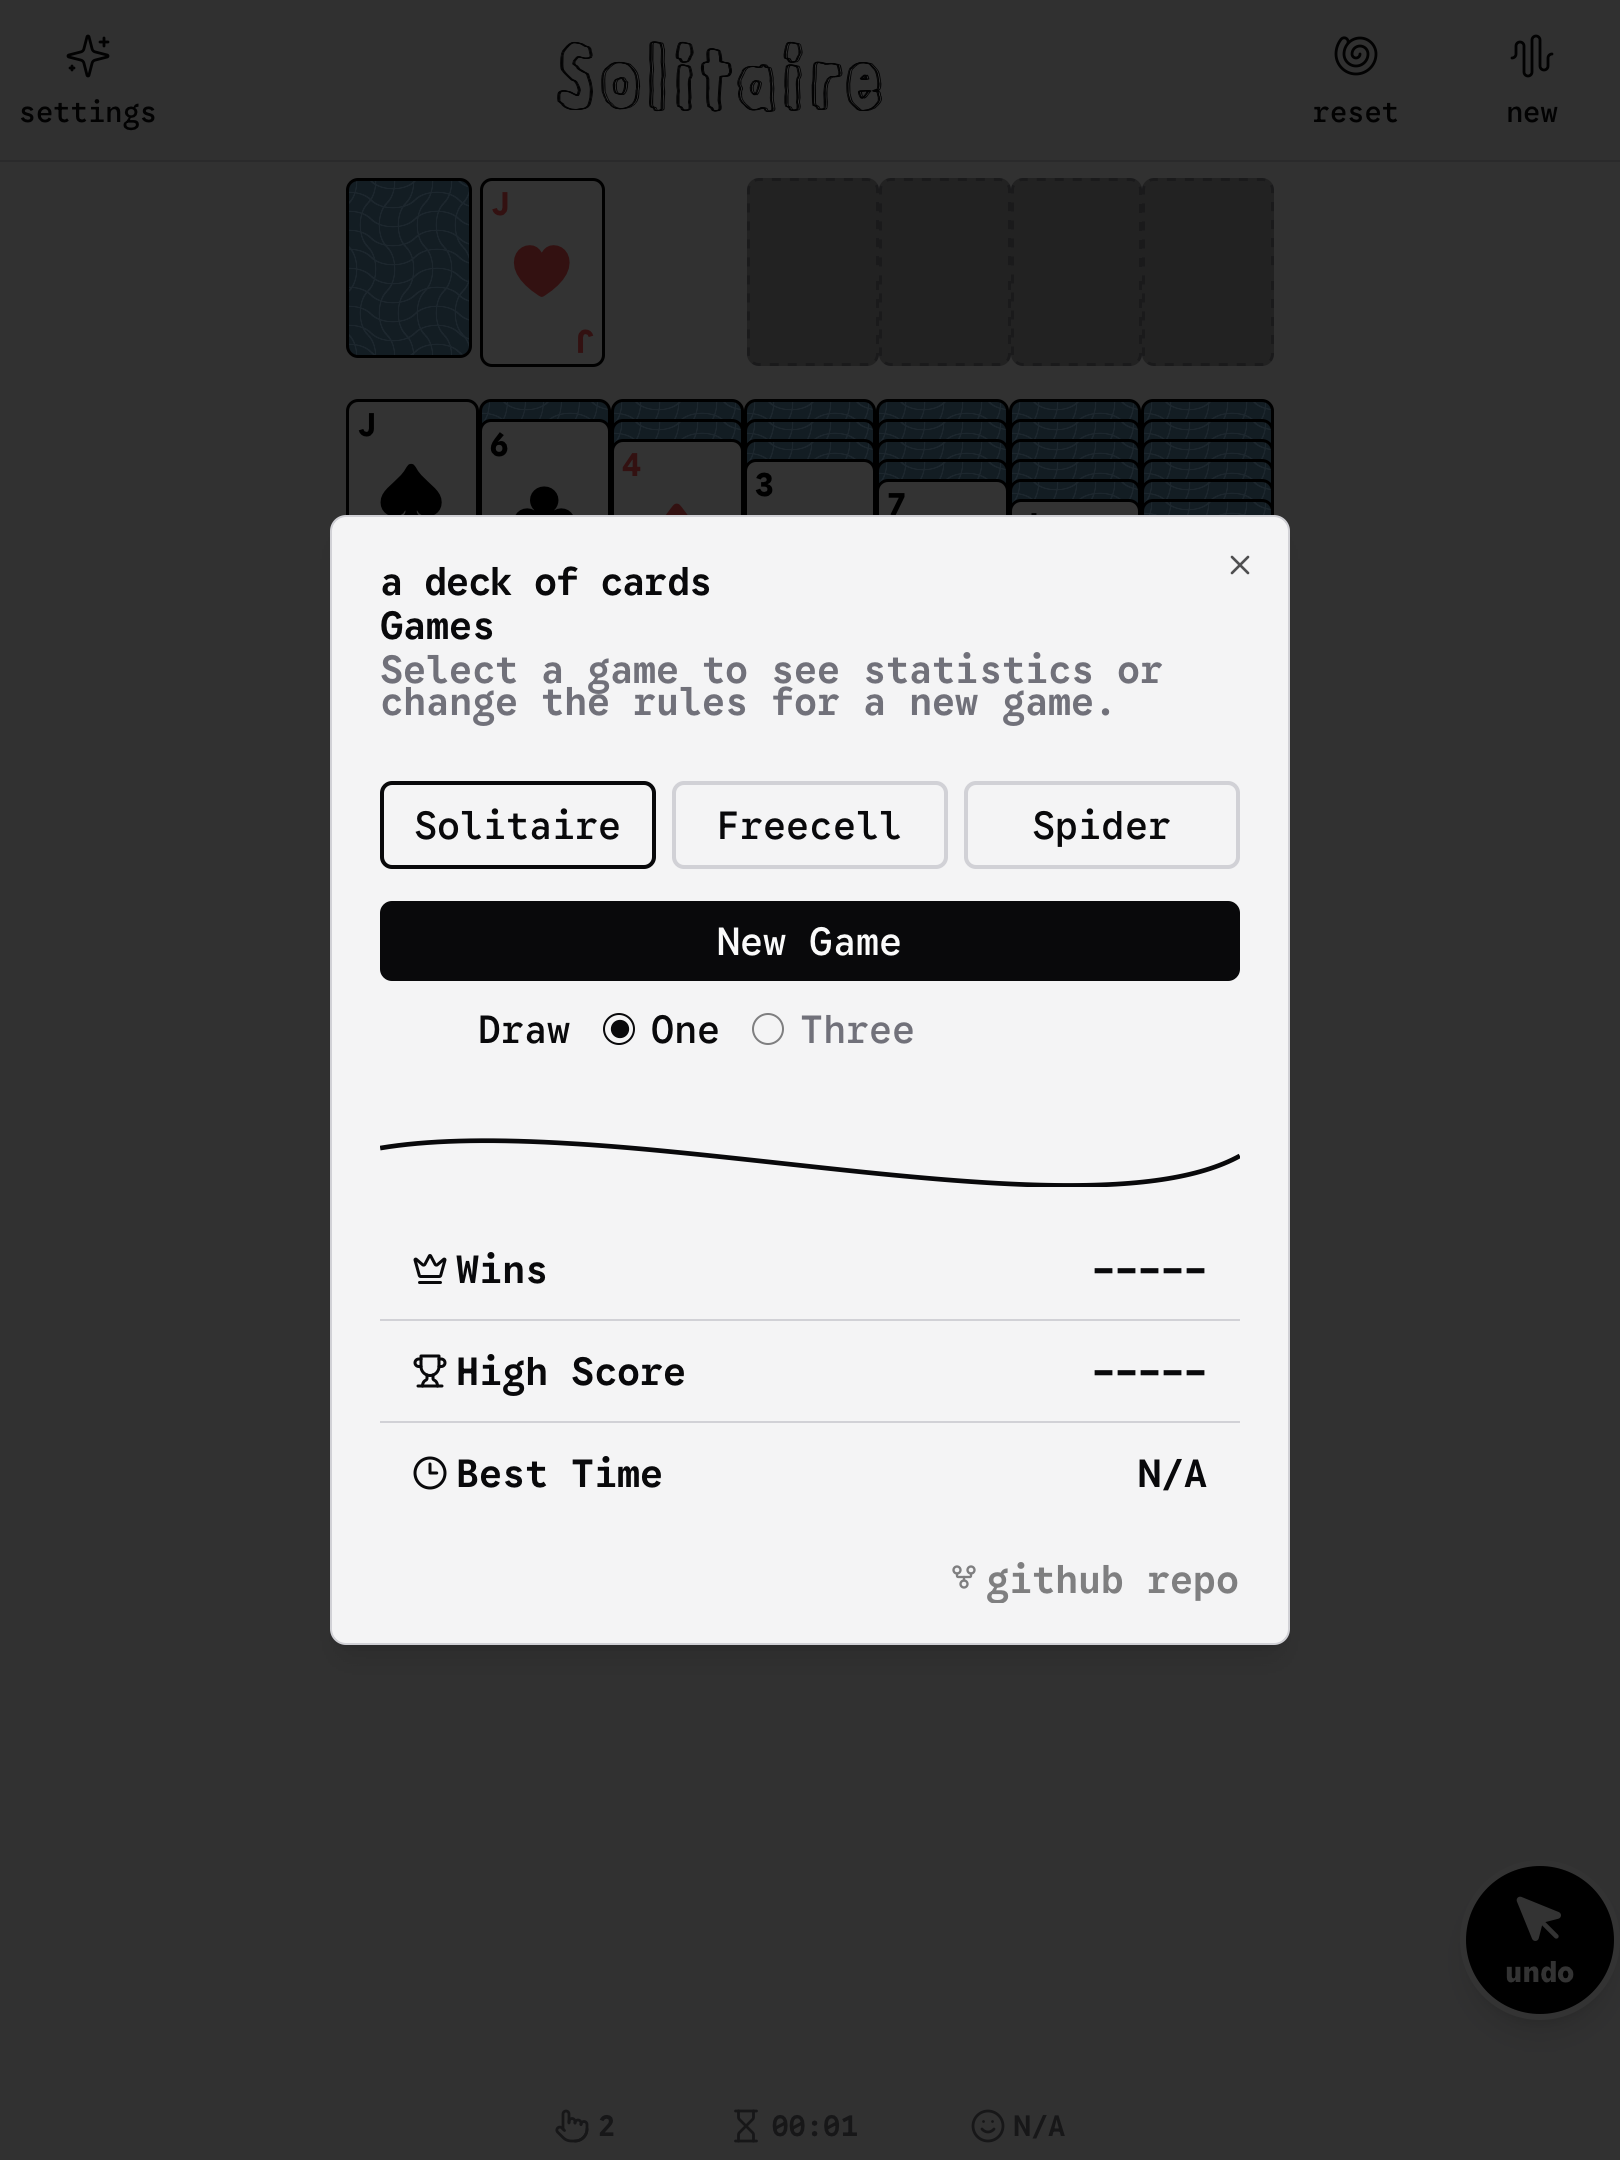 settings
Solitaire
reset
new
J
J
J
6
4
3
7
a deck of cards
Games
Select a game to see statistics or
change the rules for a new game.
Solitaire
Freecell
Spider
New Game
Draw One Three
Wins -----
High Score -----
Best Time N/A
github repo
undo
2
00:01
N/A